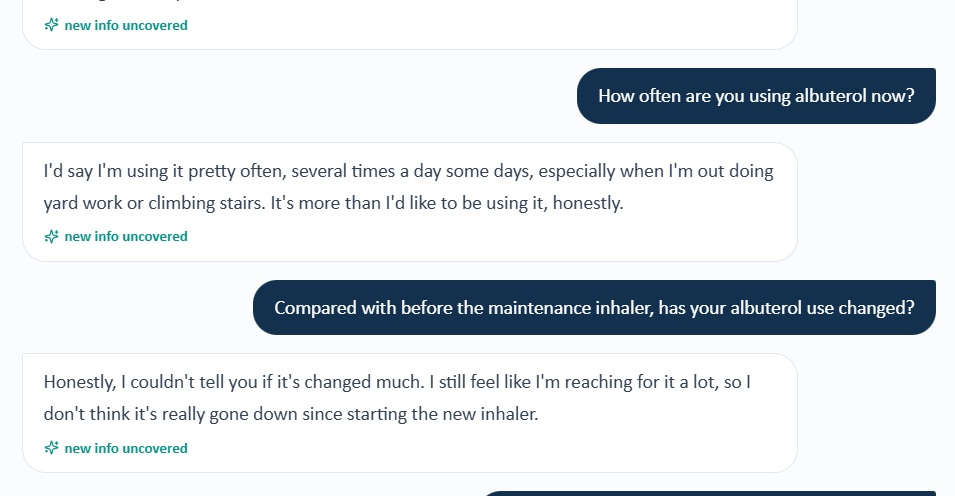 new info uncovered
How often are you using albuterol now?
I'd say I'm using it pretty often, several times a day some days, especially when I'm out doing
yard work or climbing stairs. It's more than I'd like to be using it, honestly.
new info uncovered
Compared with before the maintenance inhaler, has your albuterol use changed?
Honestly, I couldn't tell you if it's changed much. I still feel like I'm reaching for it a lot, so I
don't think it's really gone down since starting the new inhaler.
new info uncovered